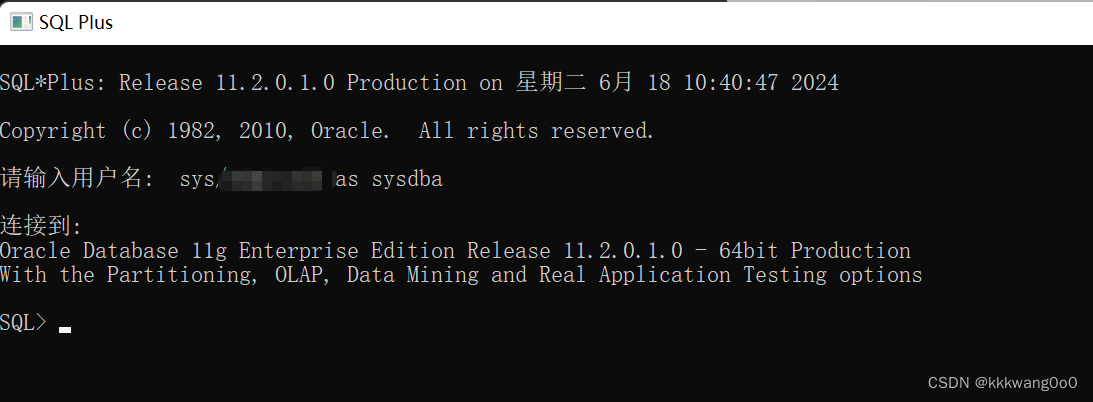 SQL Plus
SQL*Plus: Release 11.2.0.1.0 Production on 星期二 6月 18 10:40:47 2024
Copyright (c) 1982, 2010, Oracle.  All rights reserved.
请输入用户名:  sys/ as sysdba
连接到:
Oracle Database 11g Enterprise Edition Release 11.2.0.1.0 - 64bit Production
With the Partitioning, OLAP, Data Mining and Real Application Testing options
SQL>
CSDN @kkkwang0o0